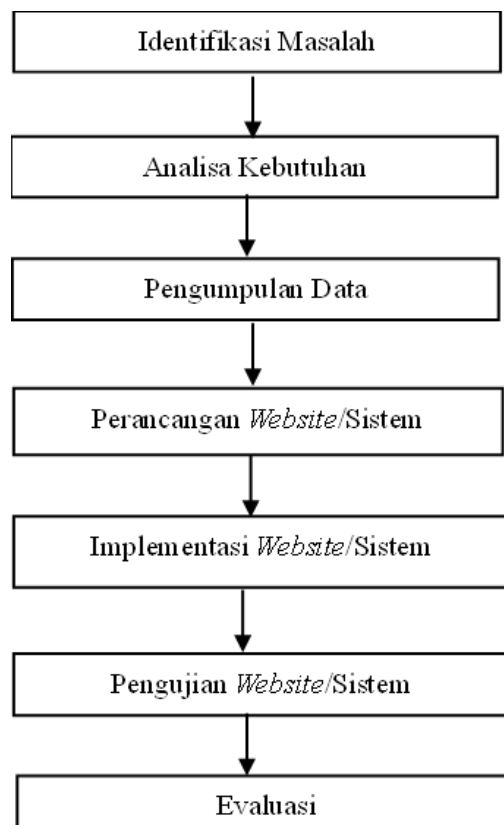 Identifikasi Masalah
Analisa Kebutuhan
Pengumpulan Data
Perancangan Website/Sistem
Implementasi Website/Sistem
Pengujian Website/Sistem
Evaluasi